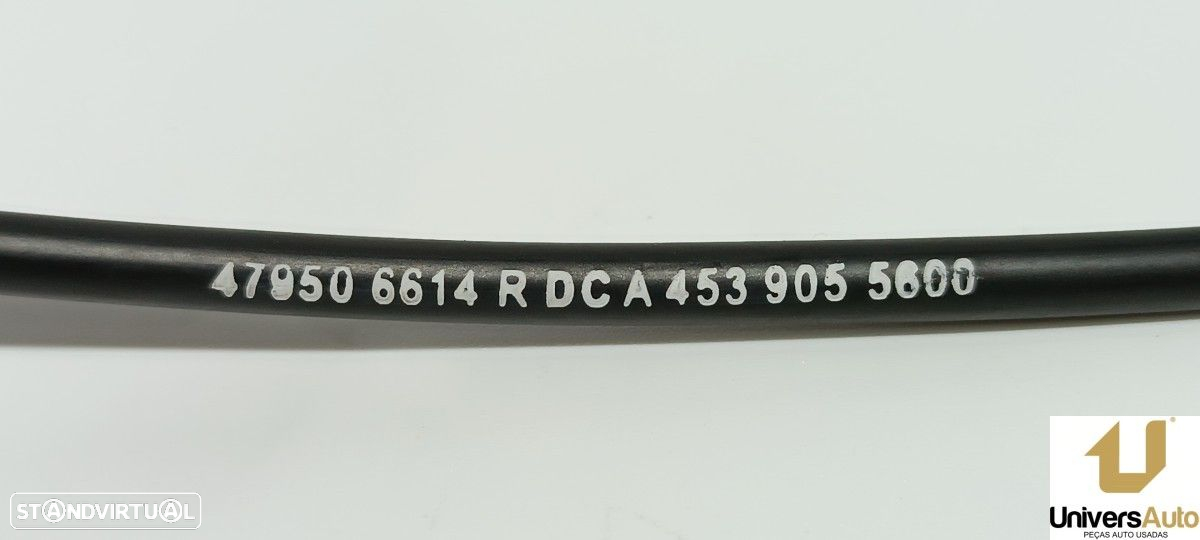 47950 6614 R DC A 453 905 5600
STANDVIRTUAL
UniversAuto
PEÇAS AUTO USADAS